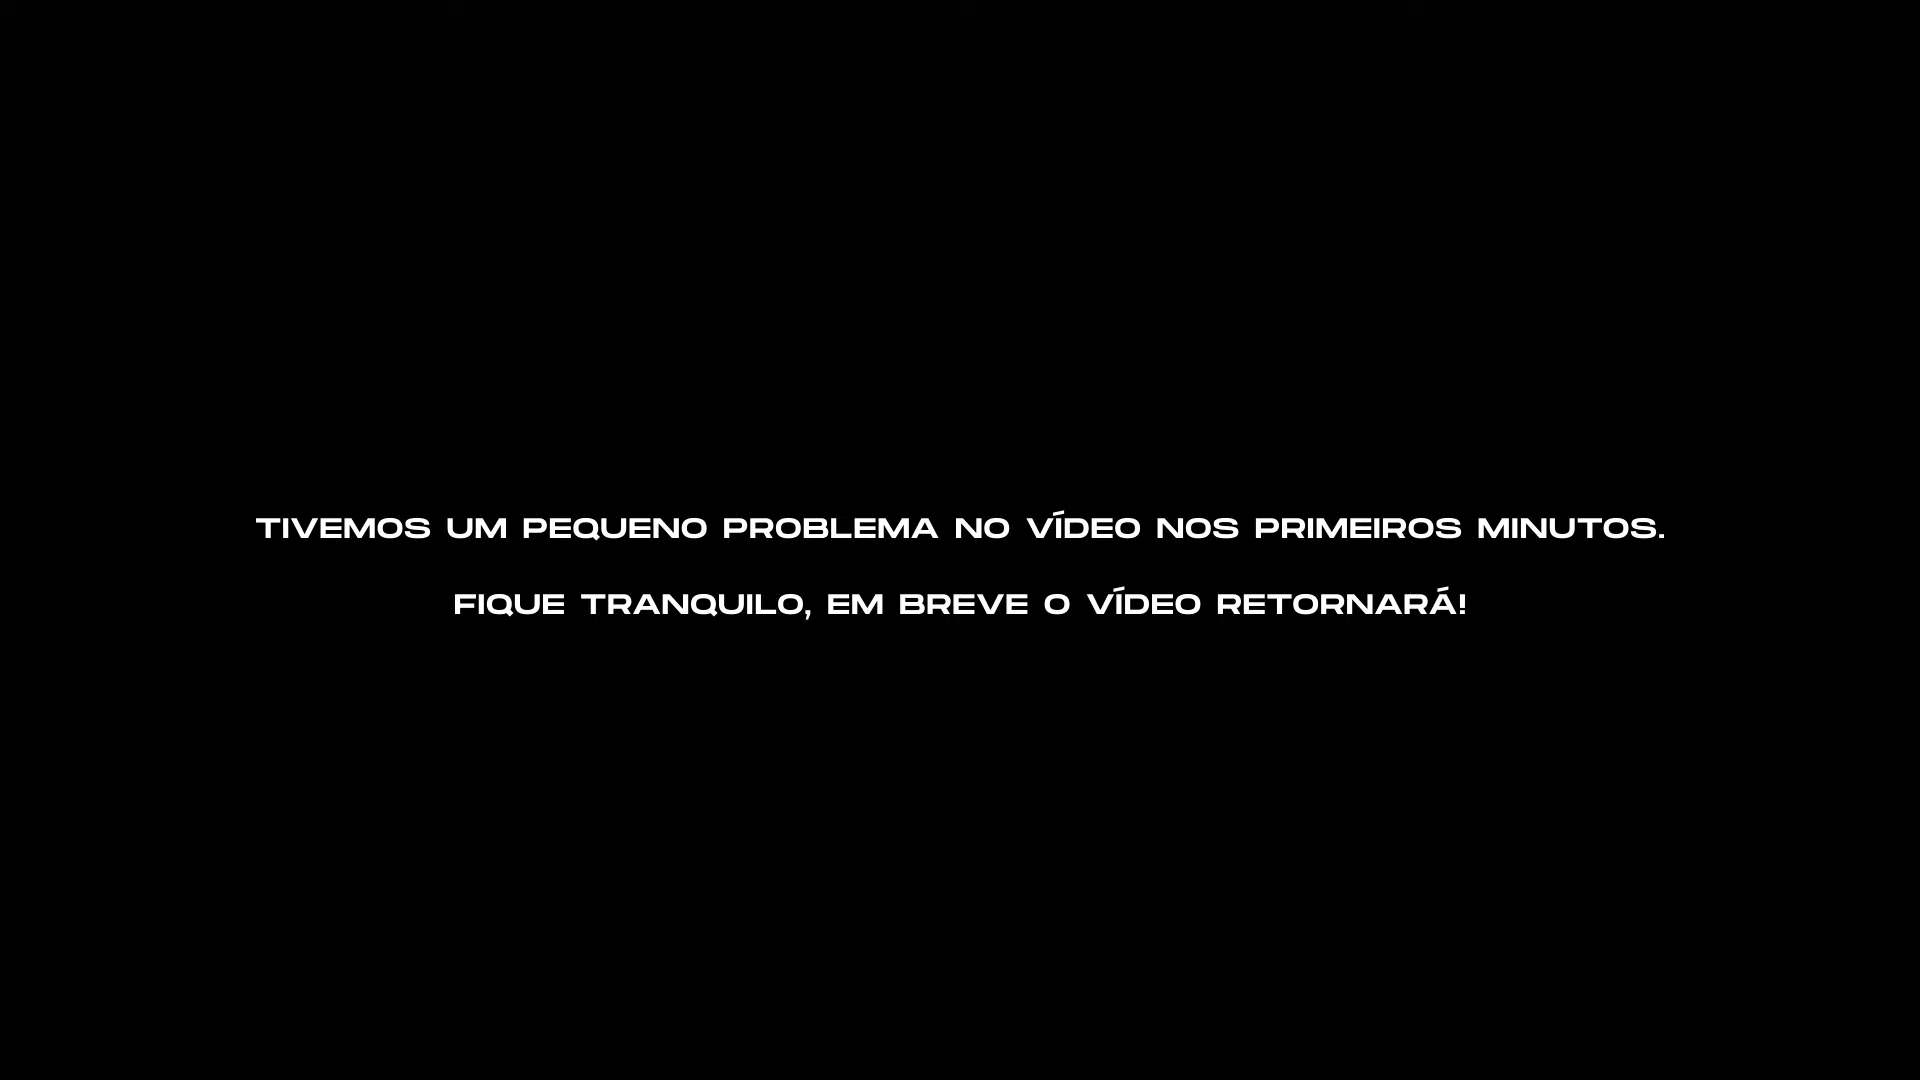 TIVEMOS UM PEQUENO PROBLEMA NO VÍDEO NOS PRIMEIROS MINUTOS.
FIQUE TRANQUILO, EM BREVE O VÍDEO RETORNARÁ!